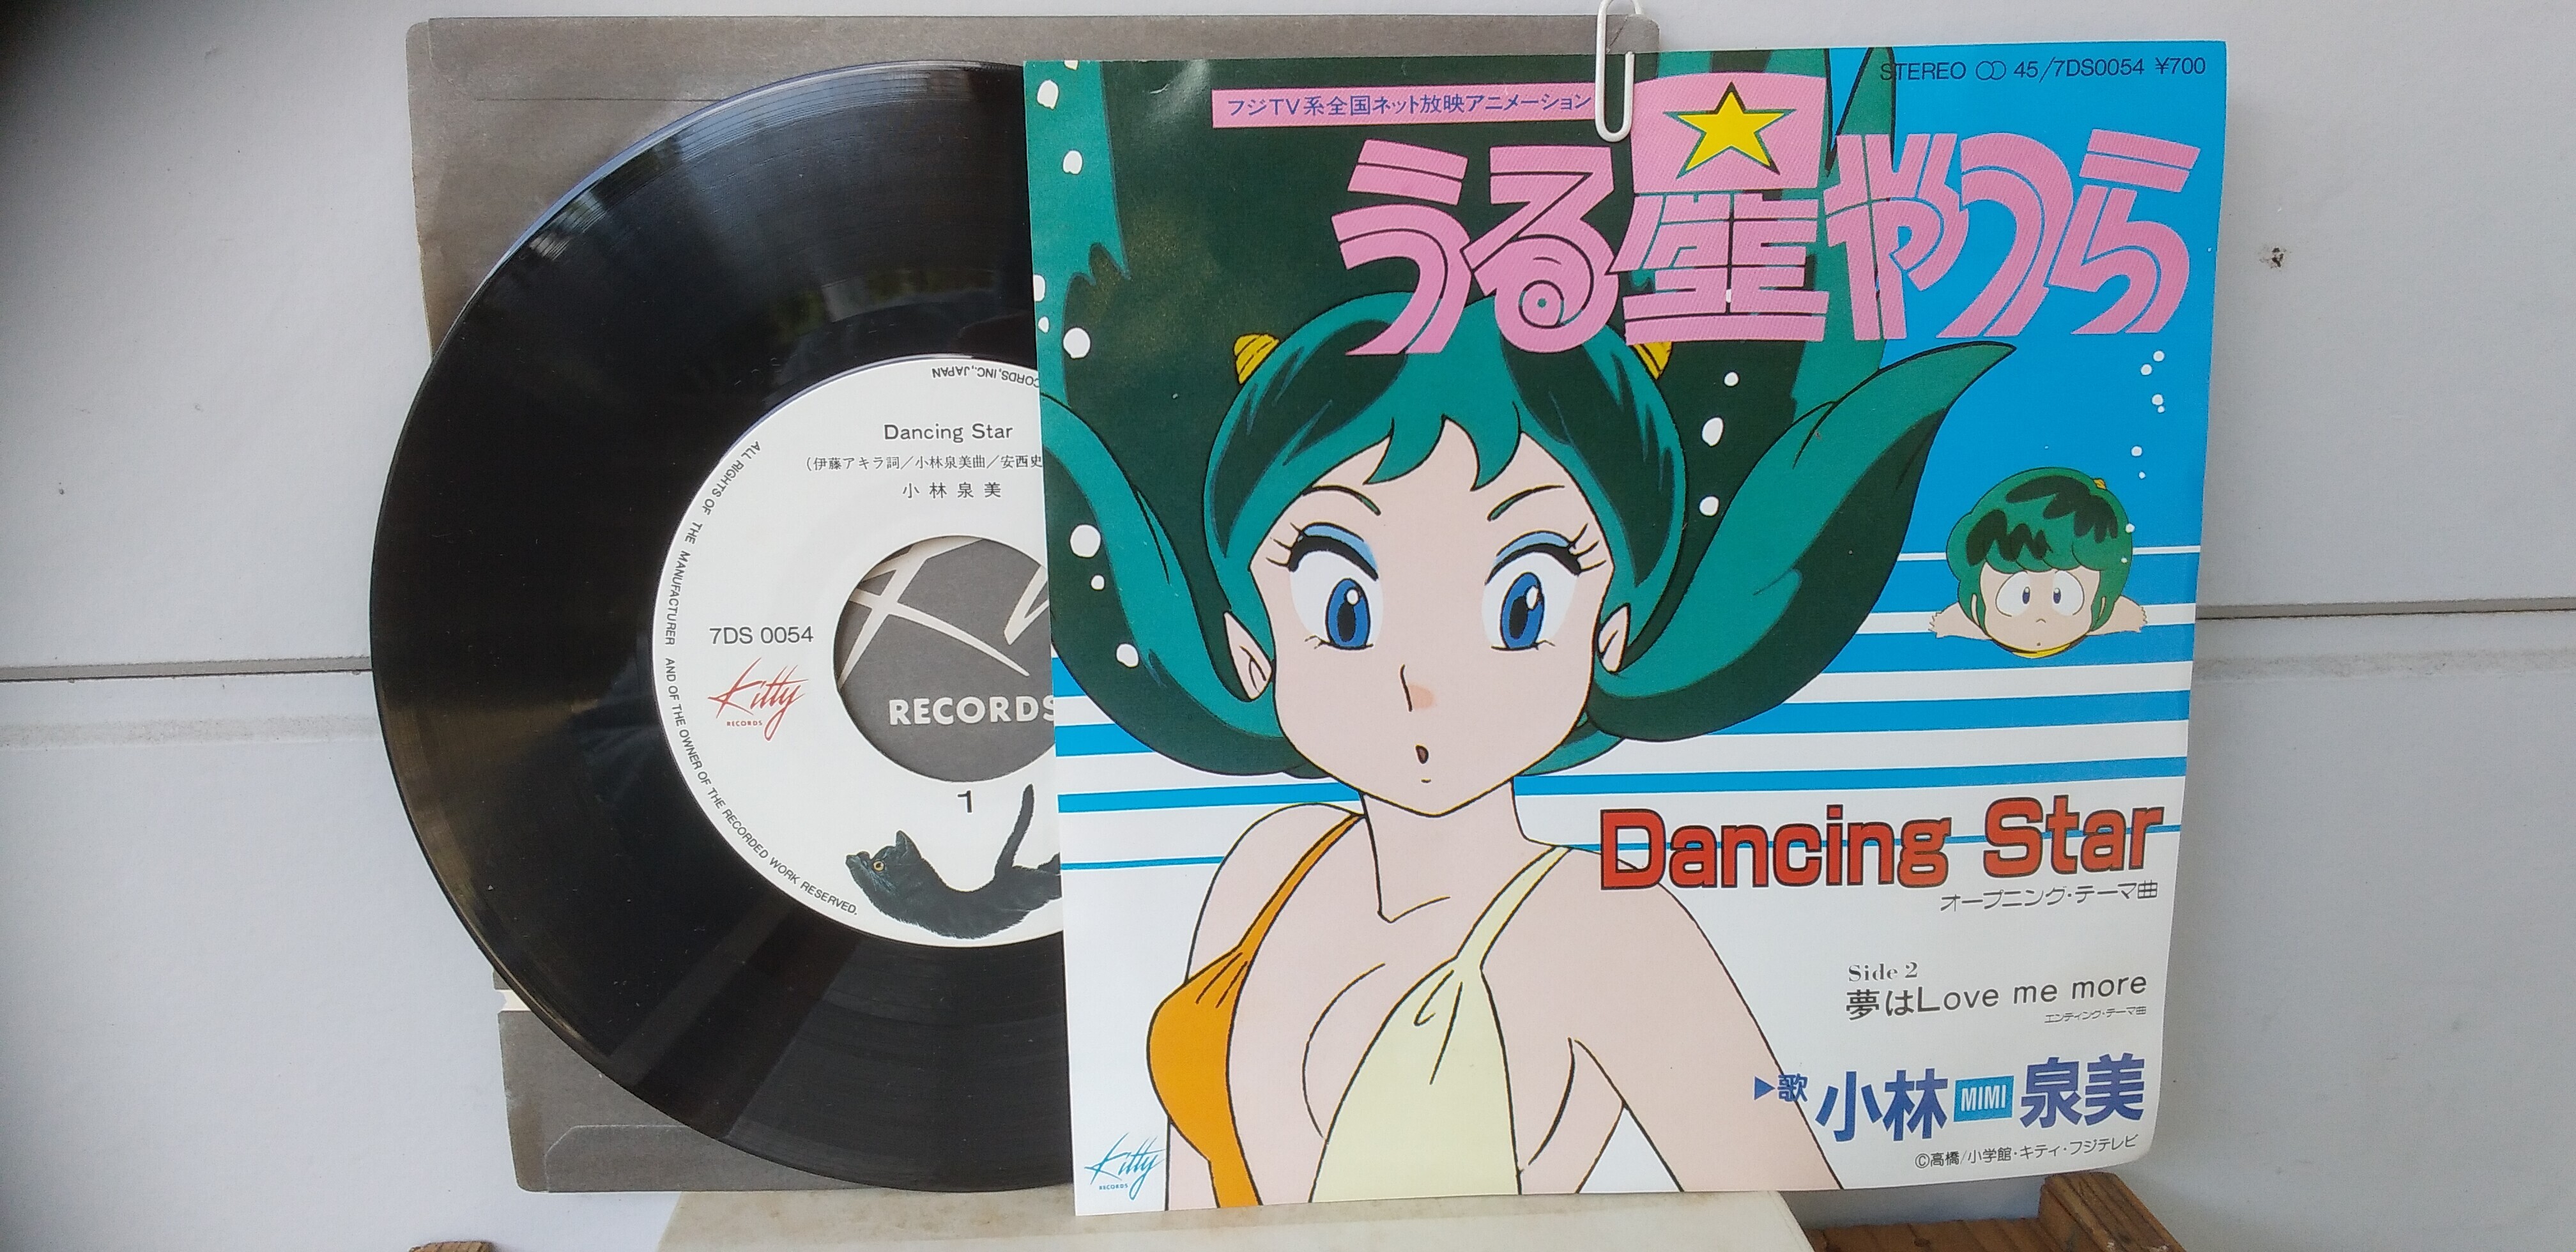 CORDS, INC. JAPAN
Dancing Star
(伊藤アキラ詞/小林泉美曲/安西史
小林泉美
7DS 0054
Kitty
RECORDS
RECORDS
1
ALL RIGHTS OF THE MANUFACTURER AND OF THE OWNER OF THE RECORDED WORK RESERVED.
STEREO 45/7DS0054 ¥700
フジTV系全国ネット放映アニメーション
うる星やつら
Dancing Star
オープニング・テーマ曲
Side 2
夢はLove me more
エンディング・テーマ曲
▶歌 小林 MIMI 泉美
©高橋/小学館・キティ・フジテレビ
Kitty
RECORDS